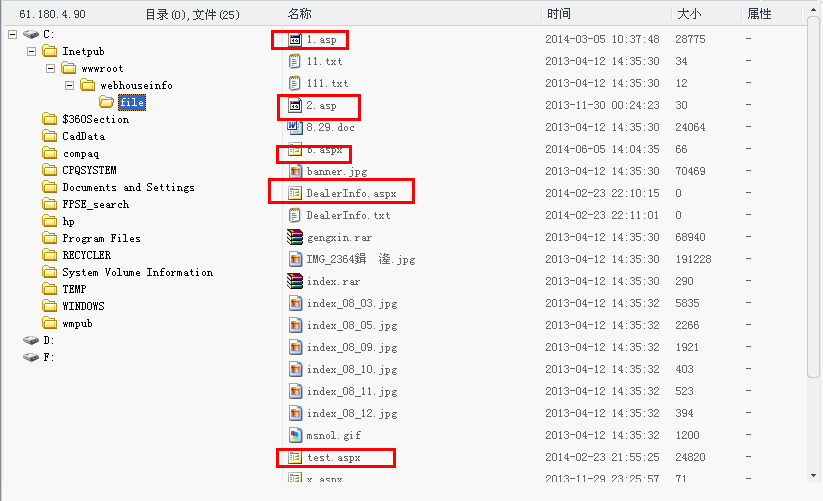 61.180.4.90 目录(0),文件(25) 名称 时间 大小 属性
C:
Inetpub
wwwroot
webhouseinfo
file
$360Section
CadData
compaq
CPQSYSTEM
Documents and Settings
FPSE_search
hp
Program Files
RECYCLER
System Volume Information
TEMP
WINDOWS
wmpub
D:
F:
1.asp 2014-03-05 10:37:48 28775 -
11.txt 2013-04-12 14:35:30 34 -
111.txt 2013-04-12 14:35:30 12 -
2.asp 2013-11-30 00:24:23 30 -
8.29.doc 2013-04-12 14:35:30 24064 -
b.aspx 2014-06-05 14:04:35 66 -
banner.jpg 2013-04-12 14:35:30 70469 -
DealerInfo.aspx 2014-02-23 22:10:15 0 -
DealerInfo.txt 2014-02-23 22:11:01 0 -
gengxin.rar 2013-04-12 14:35:30 68940 -
IMG_2364鍓 湰.jpg 2013-04-12 14:35:30 191228 -
index.rar 2013-04-12 14:35:30 290 -
index_08_03.jpg 2013-04-12 14:35:32 5835 -
index_08_05.jpg 2013-04-12 14:35:32 2266 -
index_08_09.jpg 2013-04-12 14:35:32 1921 -
index_08_10.jpg 2013-04-12 14:35:32 403 -
index_08_11.jpg 2013-04-12 14:35:32 523 -
index_08_12.jpg 2013-04-12 14:35:32 394 -
msnol.gif 2013-04-12 14:35:32 1200 -
test.aspx 2014-02-23 21:55:25 24820 -
x.aspx 2013-11-29 23:25:57 71 -